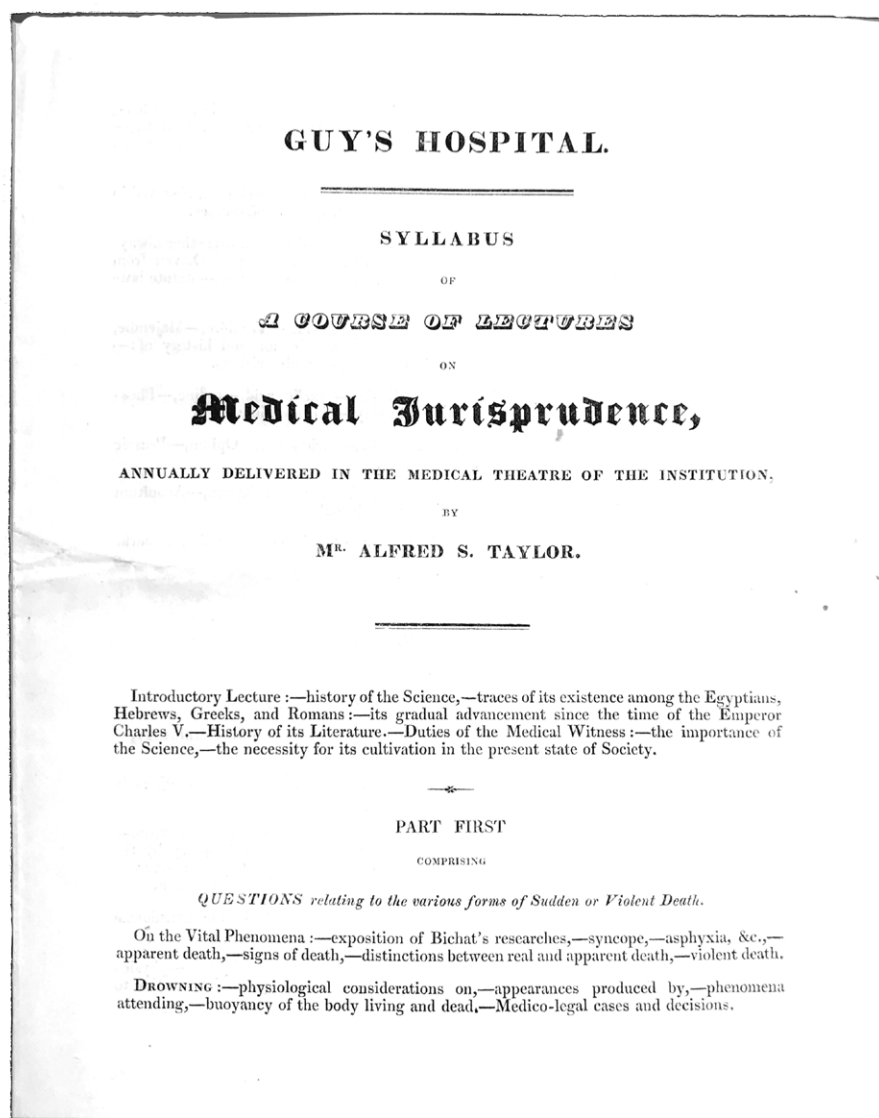 GUY'S HOSPITAL.
SYLLABUS
OF
A COURSE OF LECTURES
ON
Medical Jurisprudence,
ANNUALLY DELIVERED IN THE MEDICAL THEATRE OF THE INSTITUTION,
BY
MR. ALFRED S. TAYLOR.
Introductory Lecture :—history of the Science,—traces of its existence among the Egyptians,
Hebrews, Greeks, and Romans :—its gradual advancement since the time of the Emperor
Charles V.—History of its Literature.—Duties of the Medical Witness :—the importance of
the Science,—the necessity for its cultivation in the present state of Society.
PART FIRST
COMPRISING
QUESTIONS relating to the various forms of Sudden or Violent Death.
On the Vital Phenomena :—exposition of Bichat's researches,—syncope,—asphyxia, &c.,—
apparent death,—signs of death,—distinctions between real and apparent death,—violent death.
DROWNING :—physiological considerations on,—appearances produced by,—phenomena
attending,—buoyancy of the body living and dead,—Medico-legal cases and decisions.